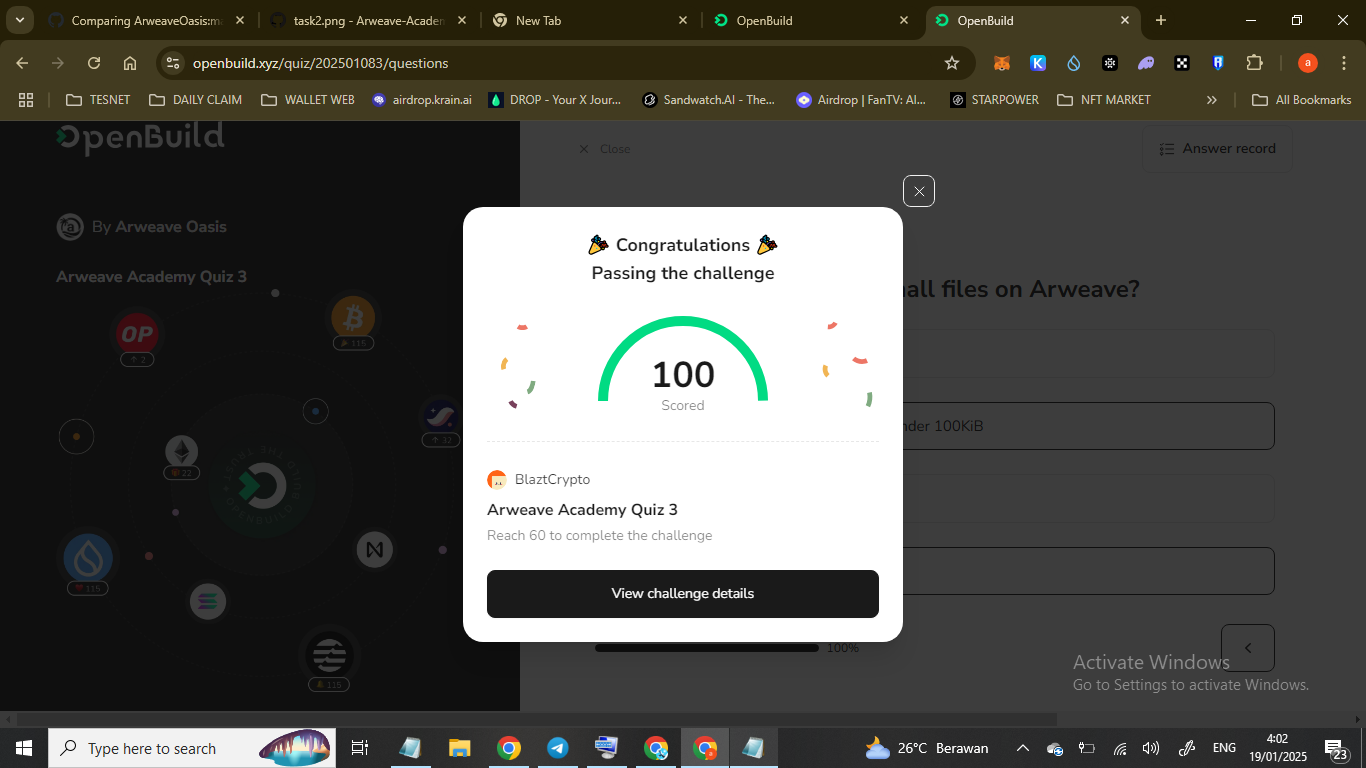 Comparing ArweaveOasis:ma
task2.png - Arweave-Academ
New Tab
OpenBuild
OpenBuild
openbuild.xyz/quiz/202501083/questions
a
TESNET
DAILY CLAIM
WALLET WEB
airdrop.krain.ai
DROP - Your X Jour...
Sandwatch.AI - The...
Airdrop | FanTV: AI...
STARPOWER
NFT MARKET
All Bookmarks
OpenBuild
Close
Answer record
By Arweave Oasis
Arweave Academy Quiz 3
OP
2
115
32
22
115
115
🎉 Congratulations 🎉
Passing the challenge
100
Scored
BlaztCrypto
Arweave Academy Quiz 3
Reach 60 to complete the challenge
View challenge details
all files on Arweave?
nder 100KiB
100%
Activate Windows
Go to Settings to activate Windows.
Type here to search
26°C Berawan
ENG
4:02
19/01/2025
23